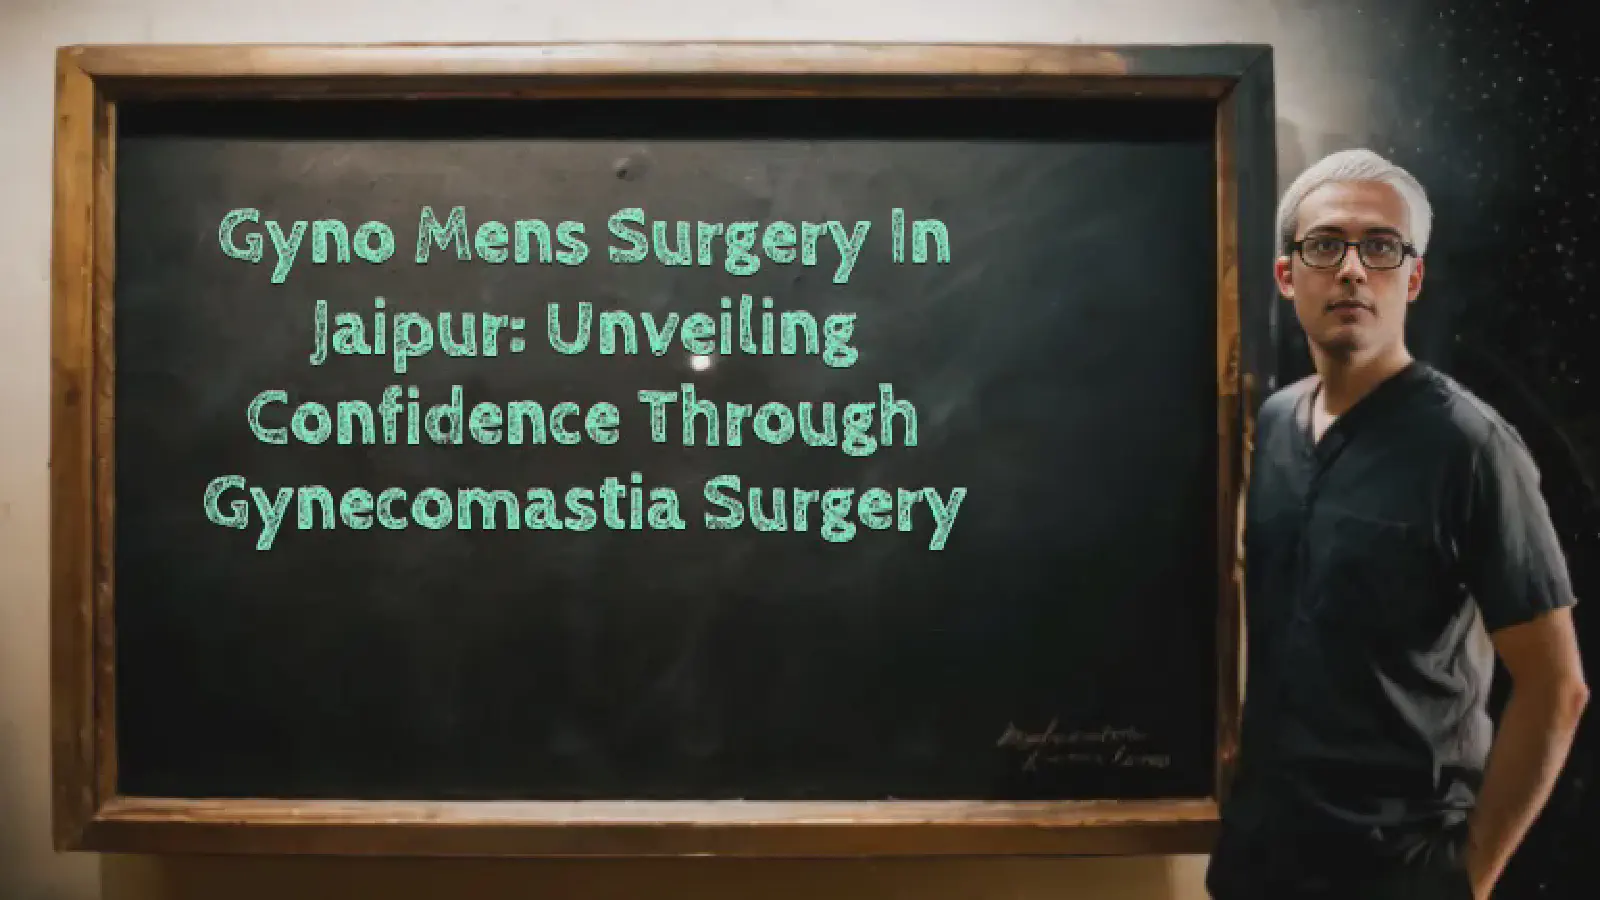 Gyno Mens Surgery In
Jaipur: Unveiling
Confidence Through
Gynecomastia Surgery